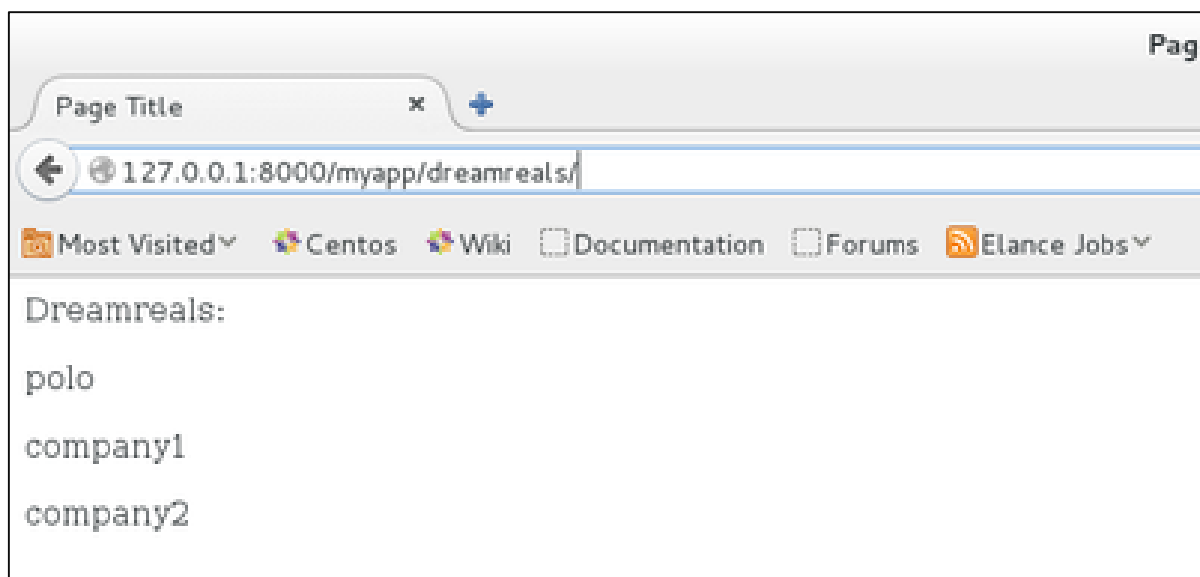 Pag
Page Title
127.0.0.1:8000/myapp/dreamreals/
Most Visited Centos Wiki Documentation Forums Elance Jobs
Dreamreals:
polo
company1
company2